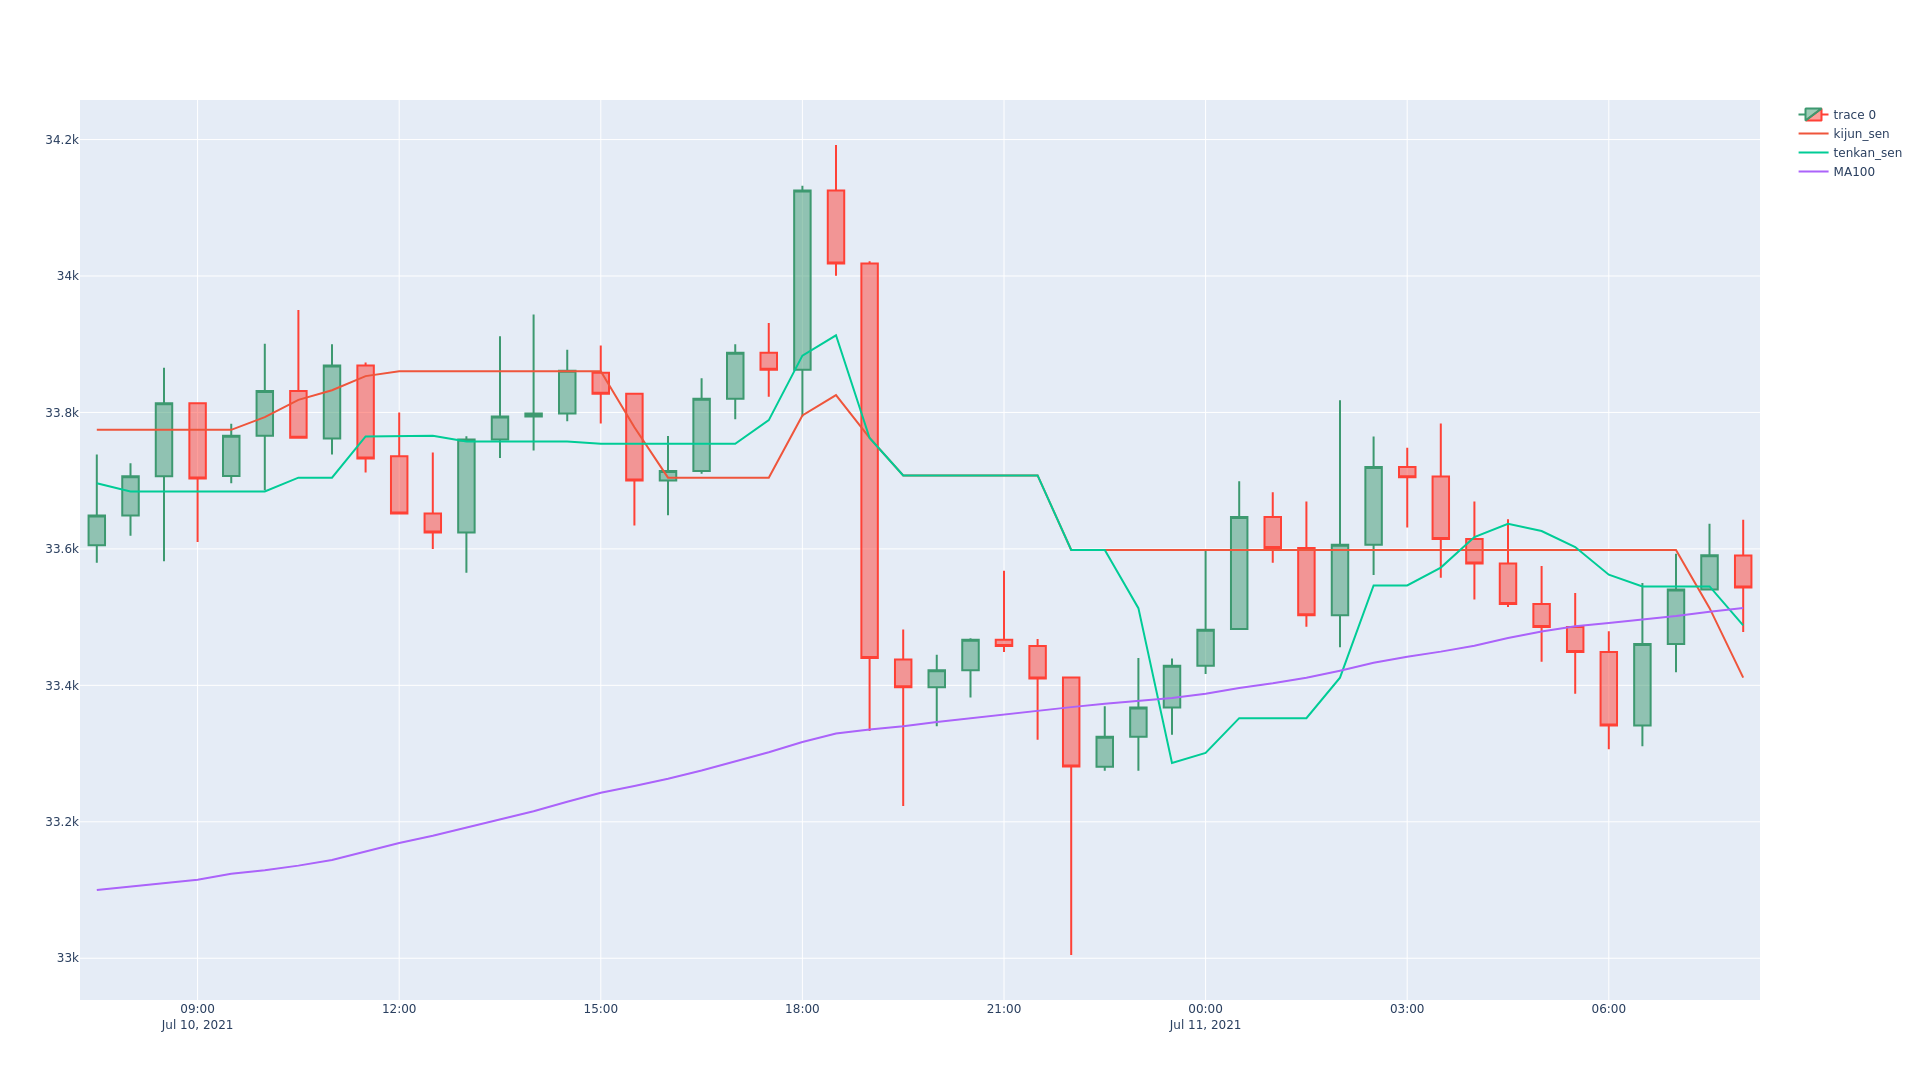 34.2k
34k
33.8k
33.6k
33.4k
33.2k
33k
09:00
Jul 10, 2021
12:00
15:00
18:00
21:00
00:00
Jul 11, 2021
03:00
06:00
trace 0
kijun_sen
tenkan_sen
MA100